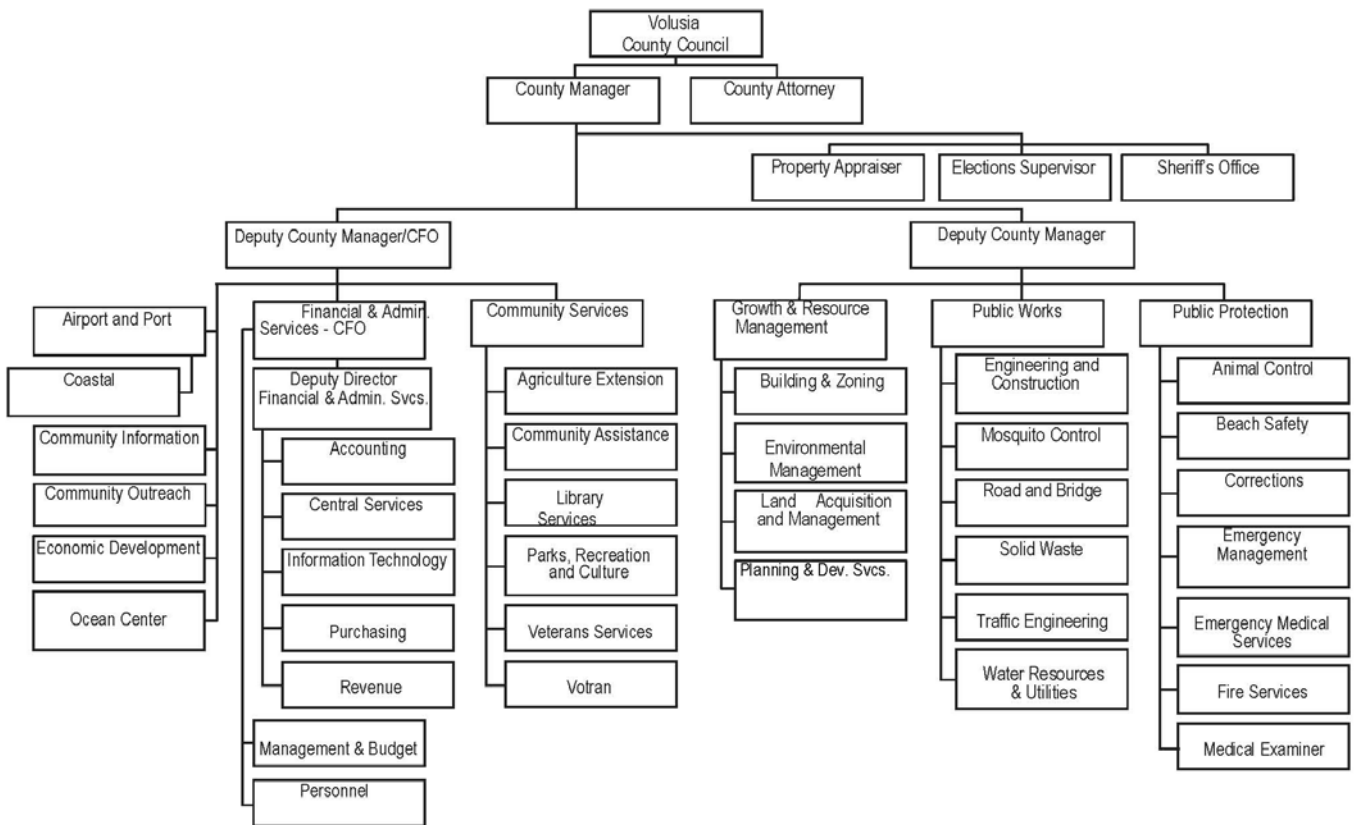 Volusia
County Council
County Manager
County Attorney
Property Appraiser
Elections Supervisor
Sheriff's Office
Deputy County Manager/CFO
Deputy County Manager
Airport and Port
Coastal
Community Information
Community Outreach
Economic Development
Ocean Center
Financial & Admin.
Services - CFO
Deputy Director
Financial & Admin. Svcs.
Accounting
Central Services
Information Technology
Purchasing
Revenue
Management & Budget
Personnel
Community Services
Agriculture Extension
Community Assistance
Library
Services
Parks, Recreation
and Culture
Veterans Services
Votran
Growth & Resource
Management
Building & Zoning
Environmental
Management
Land Acquisition
and Management
Planning & Dev. Svcs.
Public Works
Engineering and
Construction
Mosquito Control
Road and Bridge
Solid Waste
Traffic Engineering
Water Resources
& Utilities
Public Protection
Animal Control
Beach Safety
Corrections
Emergency
Management
Emergency Medical
Services
Fire Services
Medical Examiner